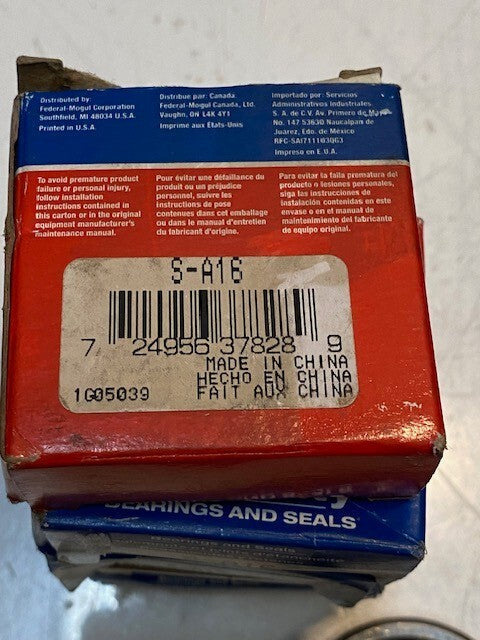 Distributed by:
Federal-Mogul Corporation
Southfield, MI 48034 U.S.A.
Printed in U.S.A.
Distribue par: Canada:
Federal-Mogul Canada, Ltd.
Vaughn, ON L4K 4Y1
Imprime aux Etats-Unis
Importado por: Servicios
Administrativos Industriales,
S. A. de C.V. Av. Primero de
No. 147 53630 Naucalpan de
Juarez, Edo. de México
RFC-SAI711103QG3
Impreso en E.U.A.
To avoid premature product
failure or personal injury,
follow installation
instructions contained in
this carton or in the original
equipment manufacturer's
maintenance manual.
Pour éviter une défaillance du
produit ou un préjudice
personnel, suivre les
instructions de pose
contenues dans cet emballage
ou dans le manuel d'entretien
du fabricant d'origine.
Para evitar la falla prematura del
producto o lesiones personales,
siga las instrucciones de
instalación contenidas en este
envase o en el manual de
mantenimiento del fabricante
de equipo original.
S-A16
7 24956 37828 9
MADE IN CHINA
HECHO EN CHINA
FAIT AUX CHINA
1G05039
BEARINGS AND SEALS